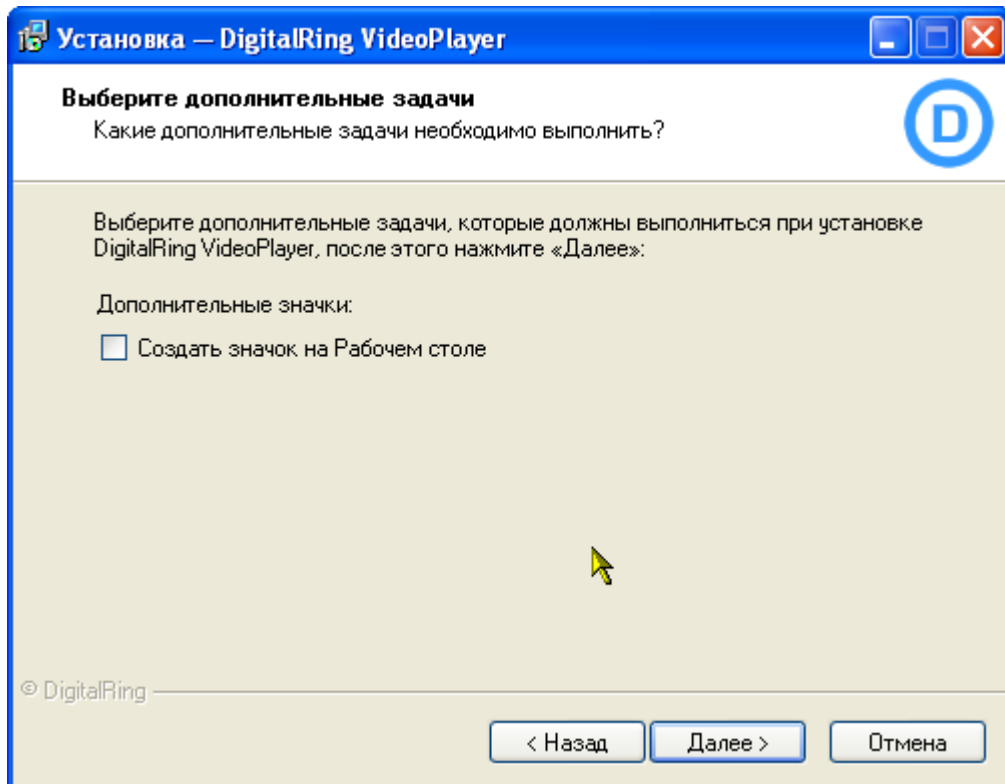 Установка — DigitalRing VideoPlayer
Выберите дополнительные задачи
Какие дополнительные задачи необходимо выполнить?
D
Выберите дополнительные задачи, которые должны выполниться при установке
DigitalRing VideoPlayer, после этого нажмите «Далее»:
Дополнительные значки:
Создать значок на Рабочем столе
© DigitalRing
< Назад
Далее >
Отмена